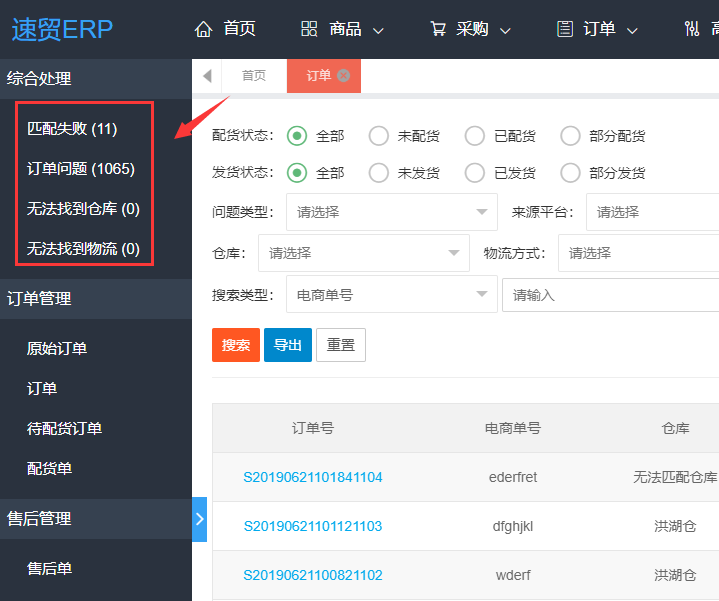 速贸ERP 首页 商品 采购 订单
综合处理 首页 订单
匹配失败 (11) 配货状态： 全部 未配货 已配货 部分配货
订单问题 (1065) 发货状态： 全部 未发货 已发货 部分发货
无法找到仓库 (0) 问题类型： 请选择 来源平台： 请选择
无法找到物流 (0) 仓库： 请选择 物流方式： 请选择
订单管理 搜索类型： 电商单号 请输入
原始订单 搜索 导出 重置
订单
待配货订单 订单号 电商单号 仓库
配货单 S20190621101841104 ederfret 无法匹配仓库
售后管理 S20190621101121103 dfghjkl 洪湖仓
售后单 S20190621100821102 wderf 洪湖仓